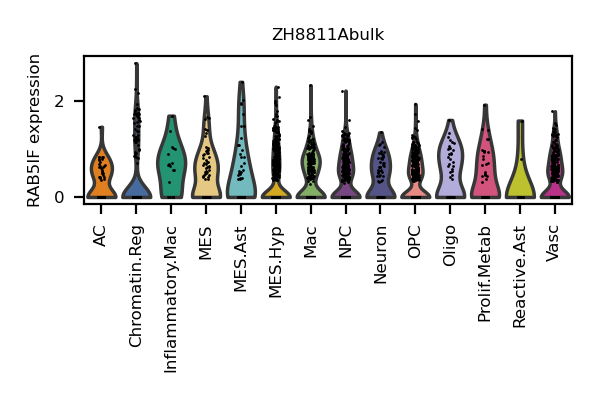 ZH8811Abulk
RAB5IF expression
2
0
AC
Chromatin.Reg
Inflammatory.Mac
MES
MES.Ast
MES.Hyp
Mac
NPC
Neuron
OPC
Oligo
Prolif.Metab
Reactive.Ast
Vasc